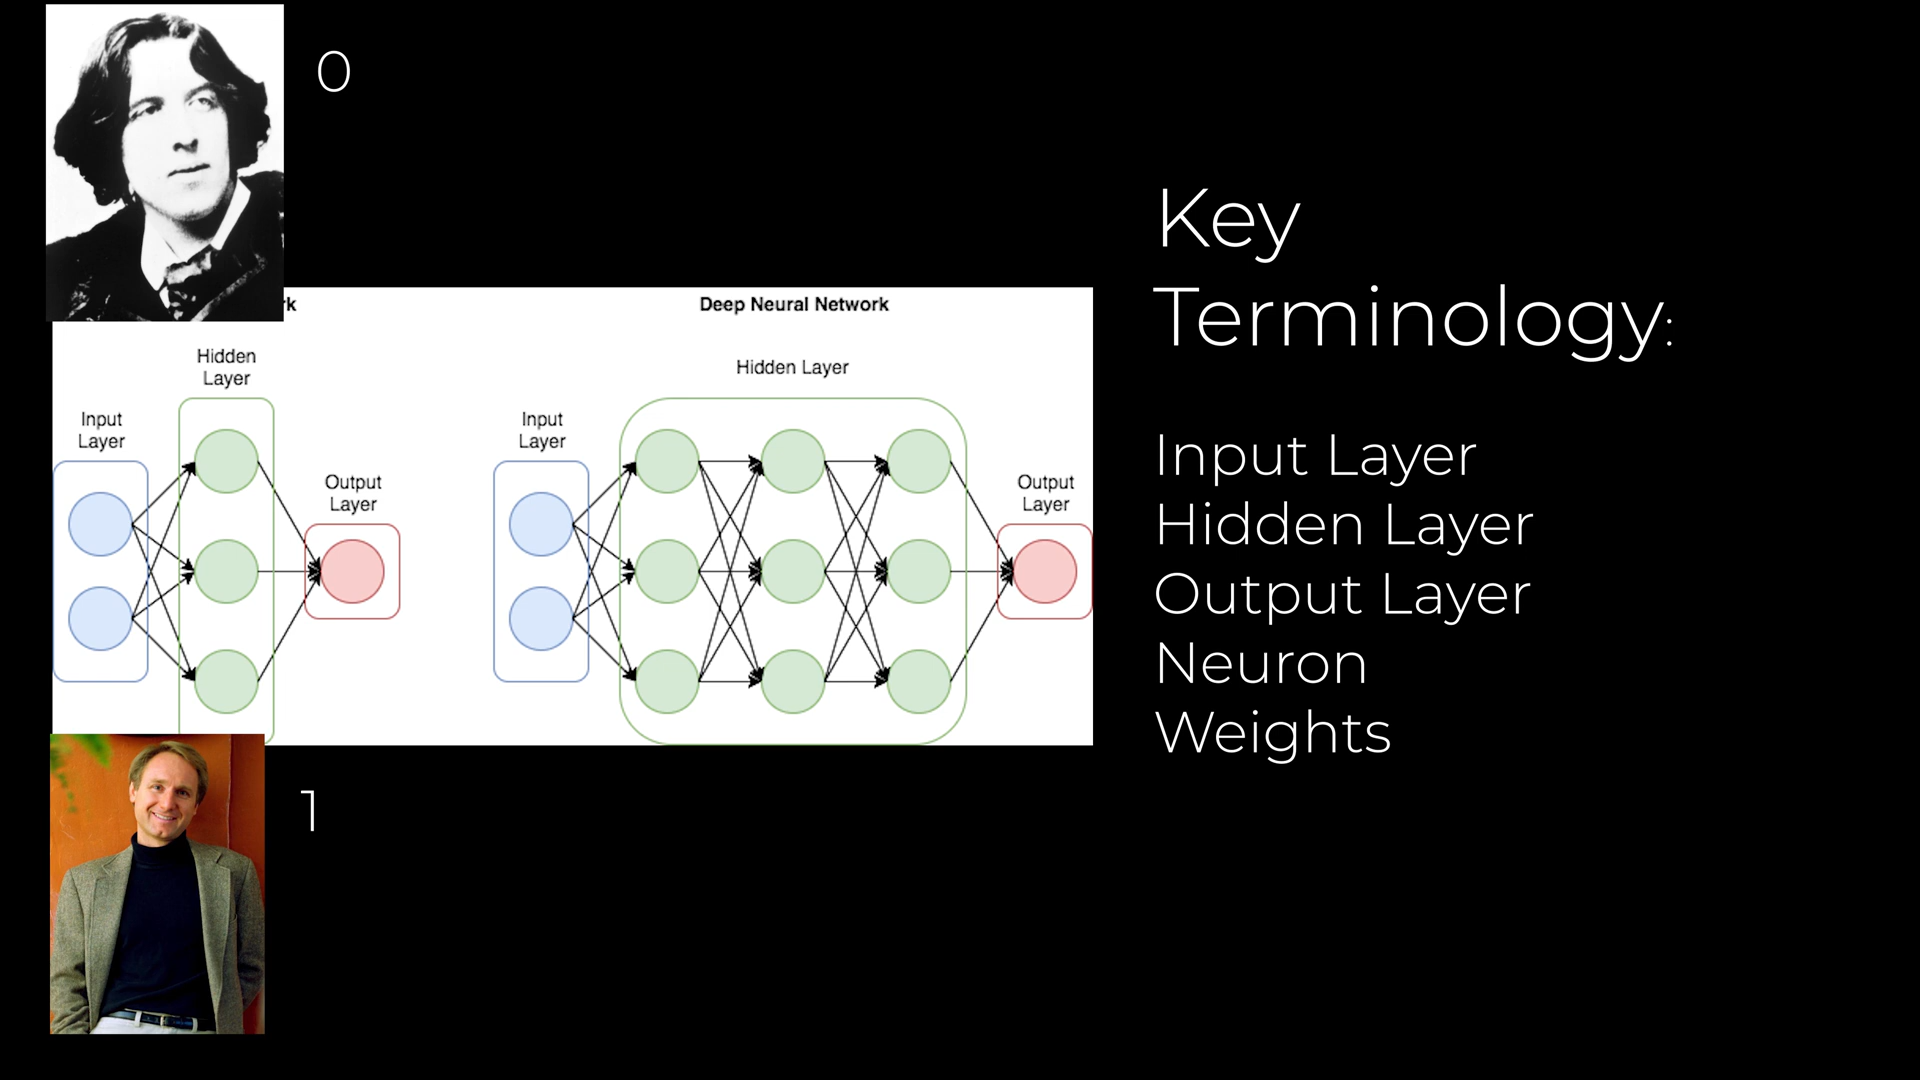 0
rk
Hidden
Layer
Input
Layer
Output
Layer
Deep Neural Network
Hidden Layer
Input
Layer
Output
Layer
1
Key
Terminology:
Input Layer
Hidden Layer
Output Layer
Neuron
Weights